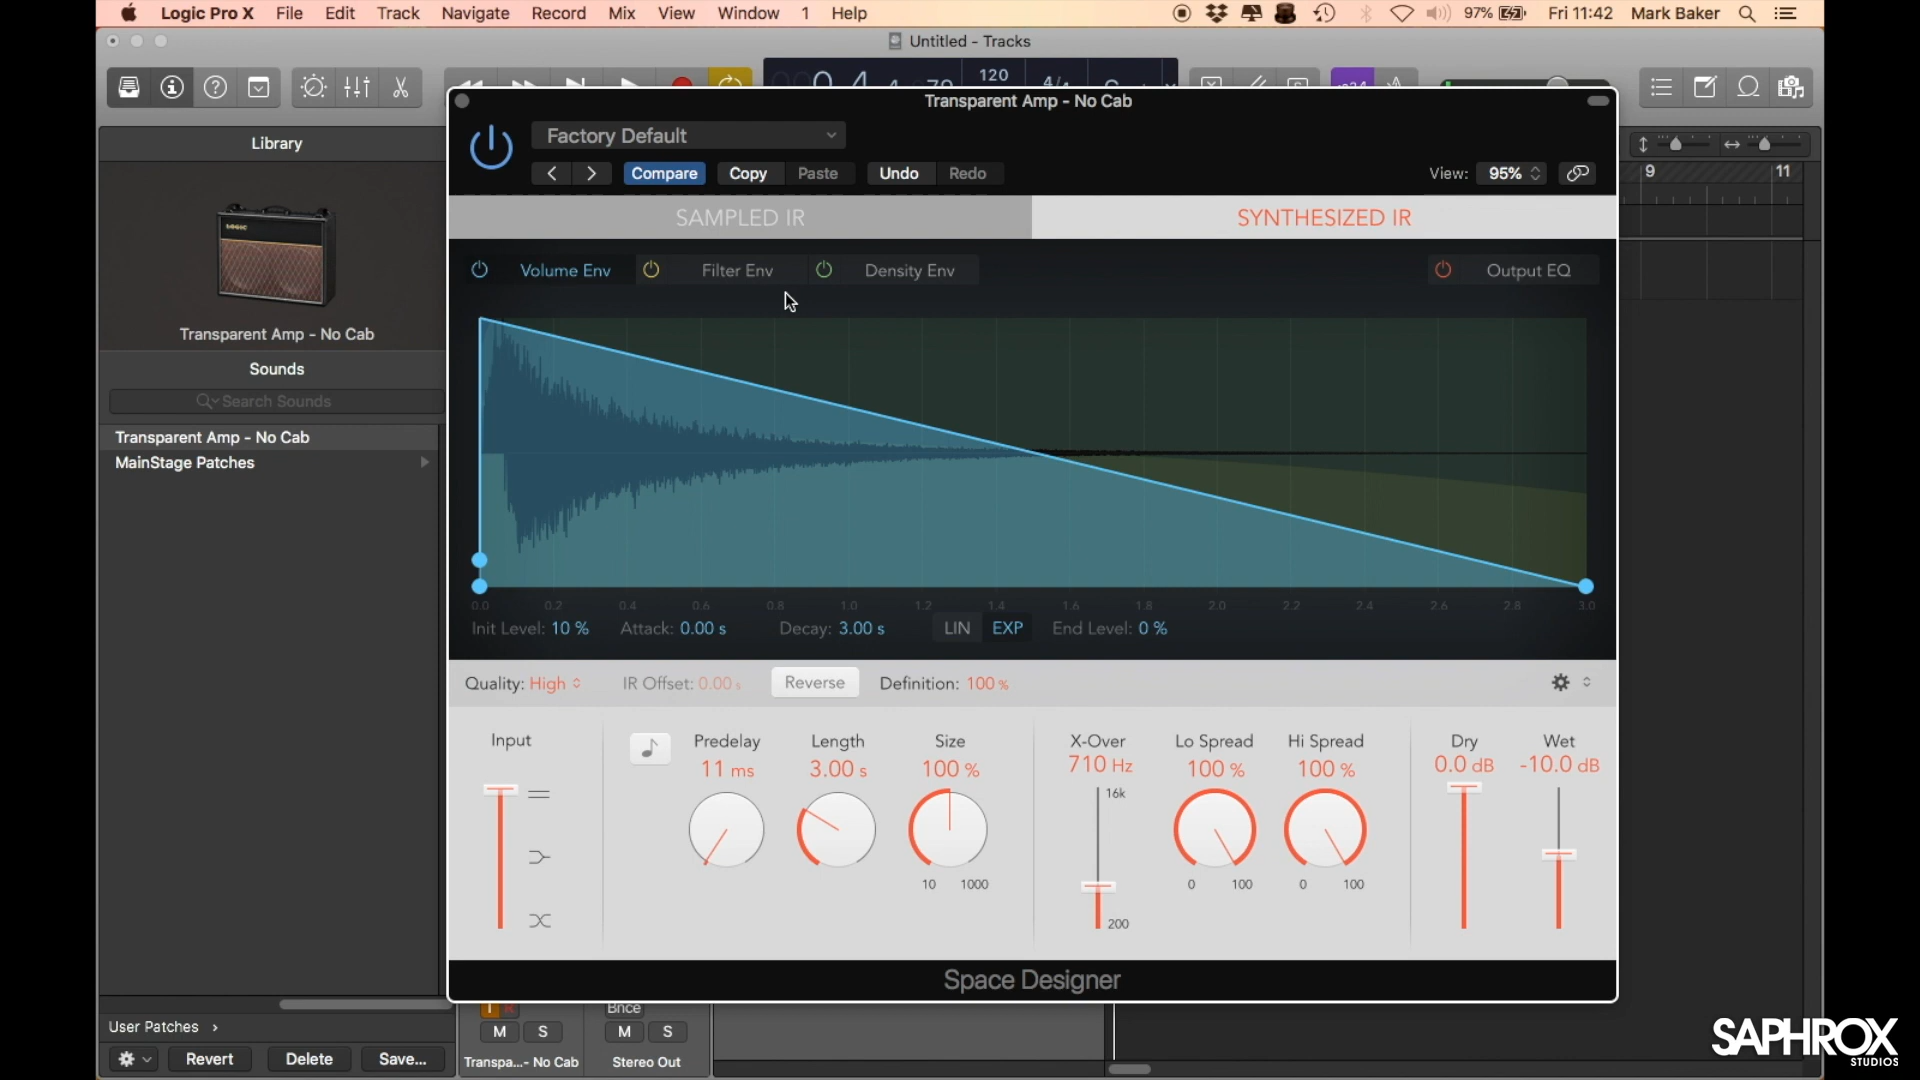 Logic Pro X File Edit Track Navigate Record Mix View Window 1 Help 97% Fri 11:42 Mark Baker
Untitled - Tracks
120
4/4
Library
Transparent Amp - No Cab
Sounds
Search Sounds
Transparent Amp - No Cab
MainStage Patches
User Patches
Revert Delete Save...
Transparent Amp - No Cab
Factory Default
Compare Copy Paste Undo Redo
View: 95%
9 11
SAMPLED IR SYNTHESIZED IR
Volume Env Filter Env Density Env Output EQ
0.0 0.2 0.4 0.6 0.8 1.0 1.2 1.4 1.6 1.8 2.0 2.2 2.4 2.6 2.8 3.0
Init Level: 10 % Attack: 0.00 s Decay: 3.00 s LIN EXP End Level: 0 %
Quality: High IR Offset: 0.00 s Reverse Definition: 100 %
Input Predelay Length Size X-Over Lo Spread Hi Spread Dry Wet
11 ms 3.00 s 100 % 710 Hz 100 % 100 % 0.0 dB -10.0 dB
16k
10 1000 0 100 0 100
200
Space Designer
I R Bnce
M S M S
Transpa...- No Cab Stereo Out
SAPHROX
STUDIOS
LOGIC